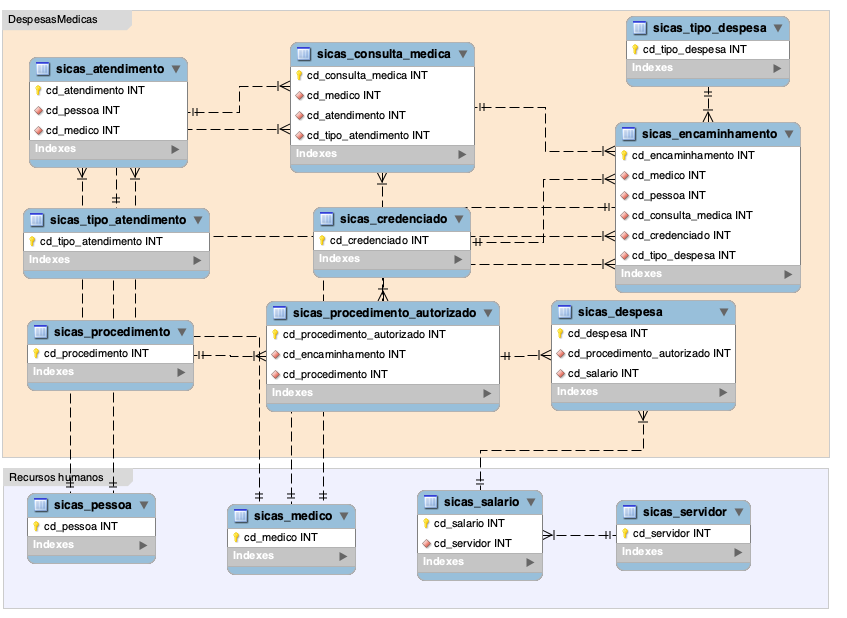 DespesasMedicas
sicas_atendimento
cd_atendimento INT
cd_pessoa INT
cd_medico INT
Indexes
sicas_consulta_medica
cd_consulta_medica INT
cd_medico INT
cd_atendimento INT
cd_tipo_atendimento INT
Indexes
sicas_tipo_despesa
cd_tipo_despesa INT
Indexes
sicas_encaminhamento
cd_encaminhamento INT
cd_medico INT
cd_pessoa INT
cd_consulta_medica INT
cd_credenciado INT
cd_tipo_despesa INT
Indexes
sicas_tipo_atendimento
cd_tipo_atendimento INT
Indexes
sicas_credenciado
cd_credenciado INT
Indexes
sicas_procedimento
cd_procedimento INT
Indexes
sicas_procedimento_autorizado
cd_procedimento_autorizado INT
cd_encaminhamento INT
cd_procedimento INT
Indexes
sicas_despesa
cd_despesa INT
cd_procedimento_autorizado INT
cd_salario INT
Indexes
Recursos humanos
sicas_pessoa
cd_pessoa INT
Indexes
sicas_medico
cd_medico INT
Indexes
sicas_salario
cd_salario INT
cd_servidor INT
Indexes
sicas_servidor
cd_servidor INT
Indexes